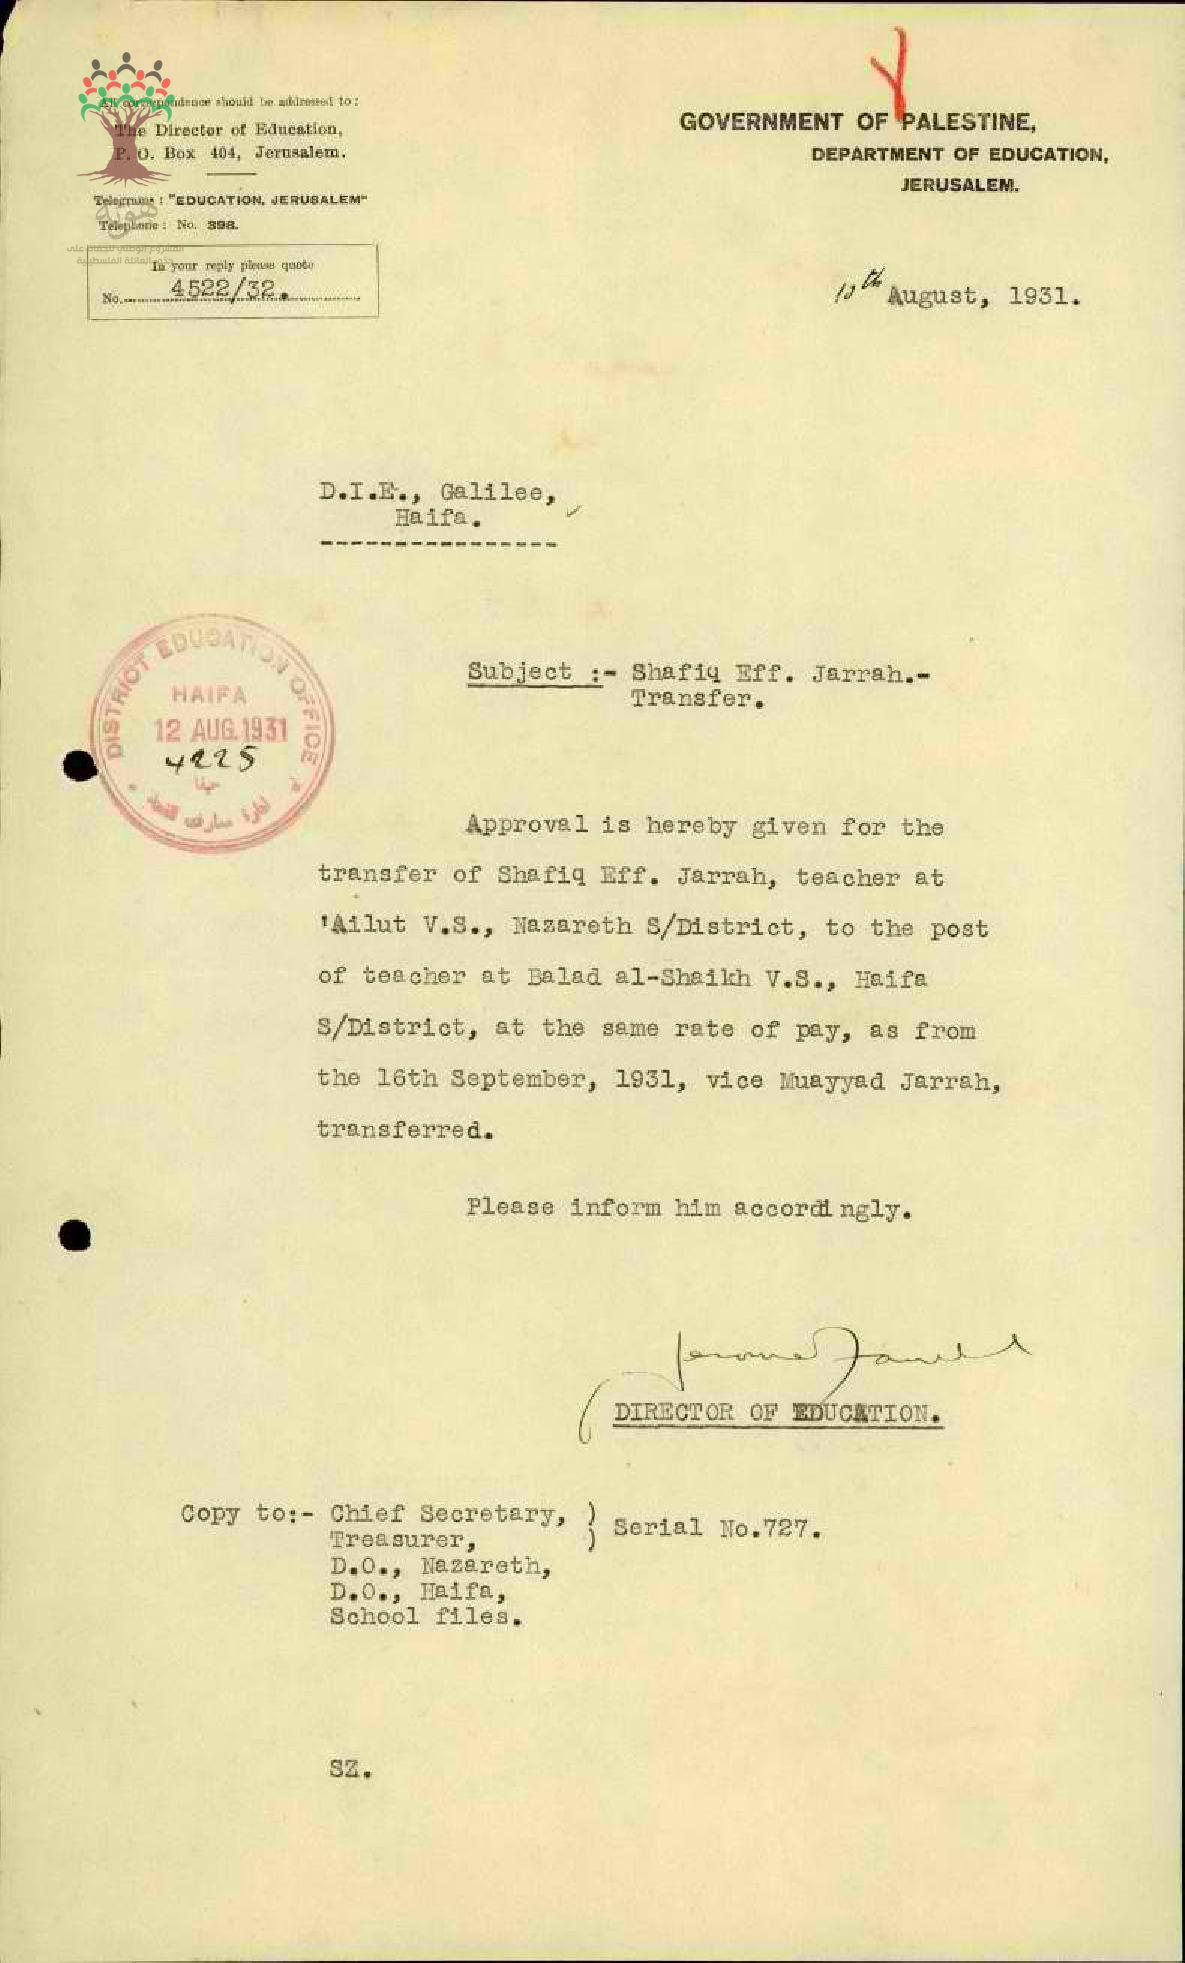 All correspondence should be addressed to:
The Director of Education,
P. O. Box 404, Jerusalem.
Telegrams: "EDUCATION, JERUSALEM"
Telephone: No. 398.
In your reply please quote
No. 4522/32.
GOVERNMENT OF PALESTINE,
DEPARTMENT OF EDUCATION,
JERUSALEM.
10th August, 1931.
D.I.E., Galilee,
Haifa.
DISTRICT EDUCATION OFFICE
HAIFA
12 AUG. 1931
4225
حيفا
هوية
Subject :- Shafiq Eff. Jarrah.-
Transfer.
Approval is hereby given for the
transfer of Shafiq Eff. Jarrah, teacher at
'Ailut V.S., Nazareth S/District, to the post
of teacher at Balad al-Shaikh V.S., Haifa
S/District, at the same rate of pay, as from
the 16th September, 1931, vice Muayyad Jarrah,
transferred.
Please inform him accordingly.
Jerome Farrell
DIRECTOR OF EDUCATION.
Copy to:- Chief Secretary, )
Treasurer, ) Serial No.727.
D.O., Nazareth,
D.O., Haifa,
School files.
SZ.